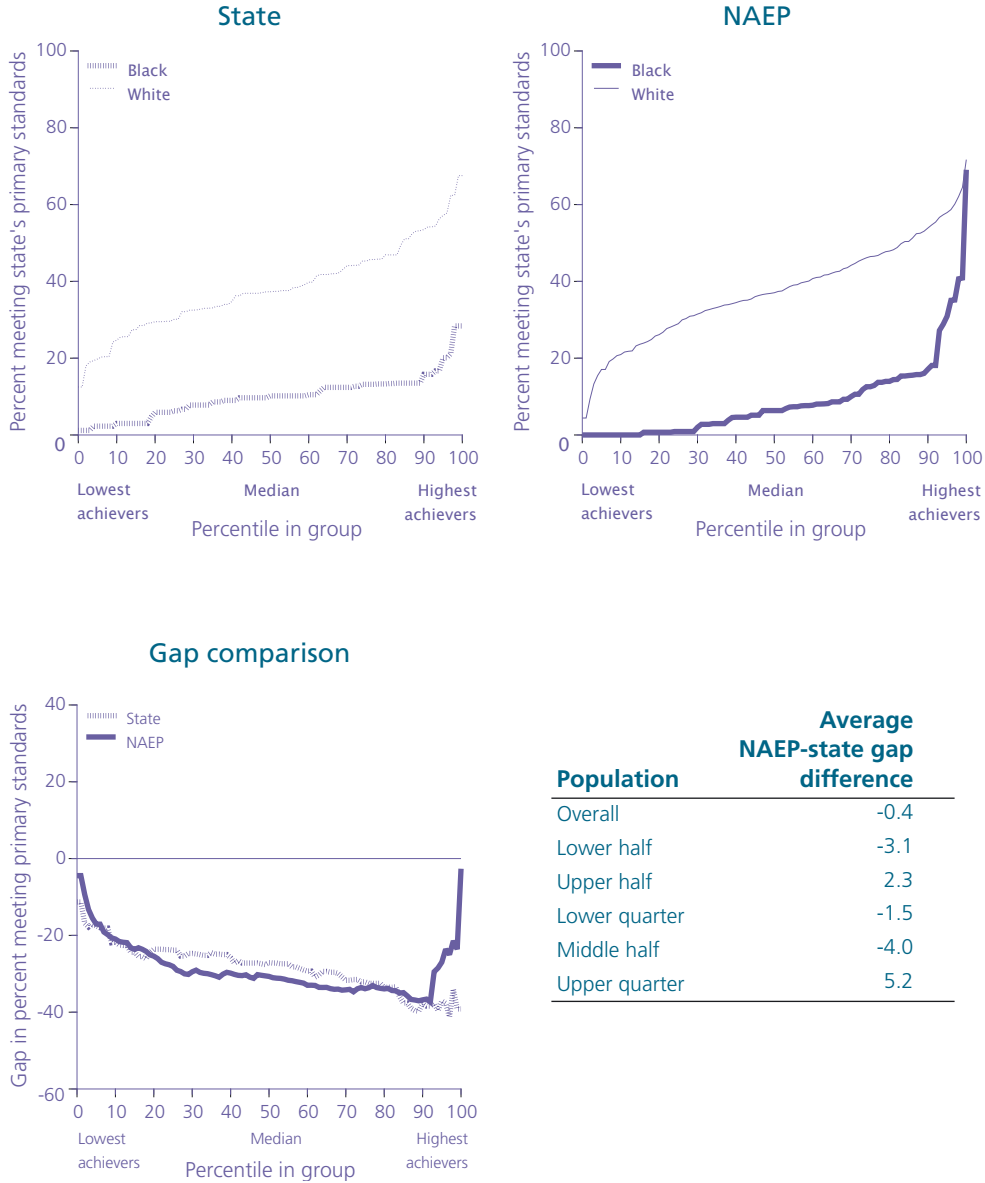 State
Percent meeting state's primary standards
100
80
60
40
20
0
Black
White
0 10 20 30 40 50 60 70 80 90 100
Lowest achievers
Median
Highest achievers
Percentile in group
NAEP
Percent meeting state's primary standards
100
80
60
40
20
0
Black
White
0 10 20 30 40 50 60 70 80 90 100
Lowest achievers
Median
Highest achievers
Percentile in group
Gap comparison
Gap in percent meeting primary standards
40
20
0
-20
-40
-60
State
NAEP
0 10 20 30 40 50 60 70 80 90 100
Lowest achievers
Median
Highest achievers
Percentile in group
Average
NAEP-state gap
Population difference
Overall -0.4
Lower half -3.1
Upper half 2.3
Lower quarter -1.5
Middle half -4.0
Upper quarter 5.2